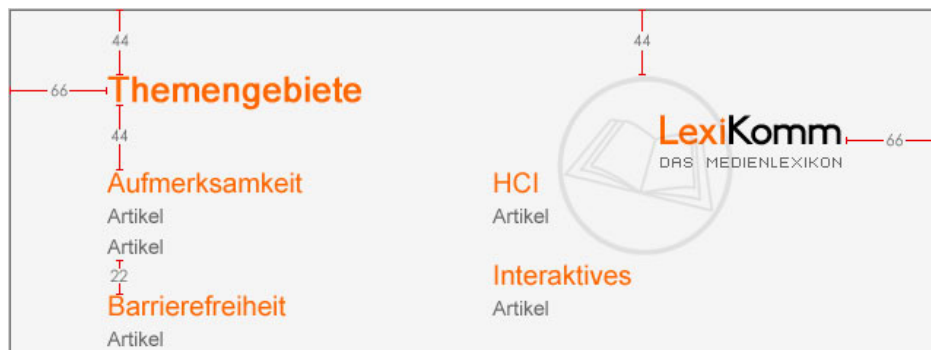 44
44
66
Themengebiete
44
LexiKomm
66
DAS MEDIENLEXIKON
Aufmerksamkeit
HCI
Artikel
Artikel
Artikel
22
Interaktives
Barrierefreiheit
Artikel
Artikel